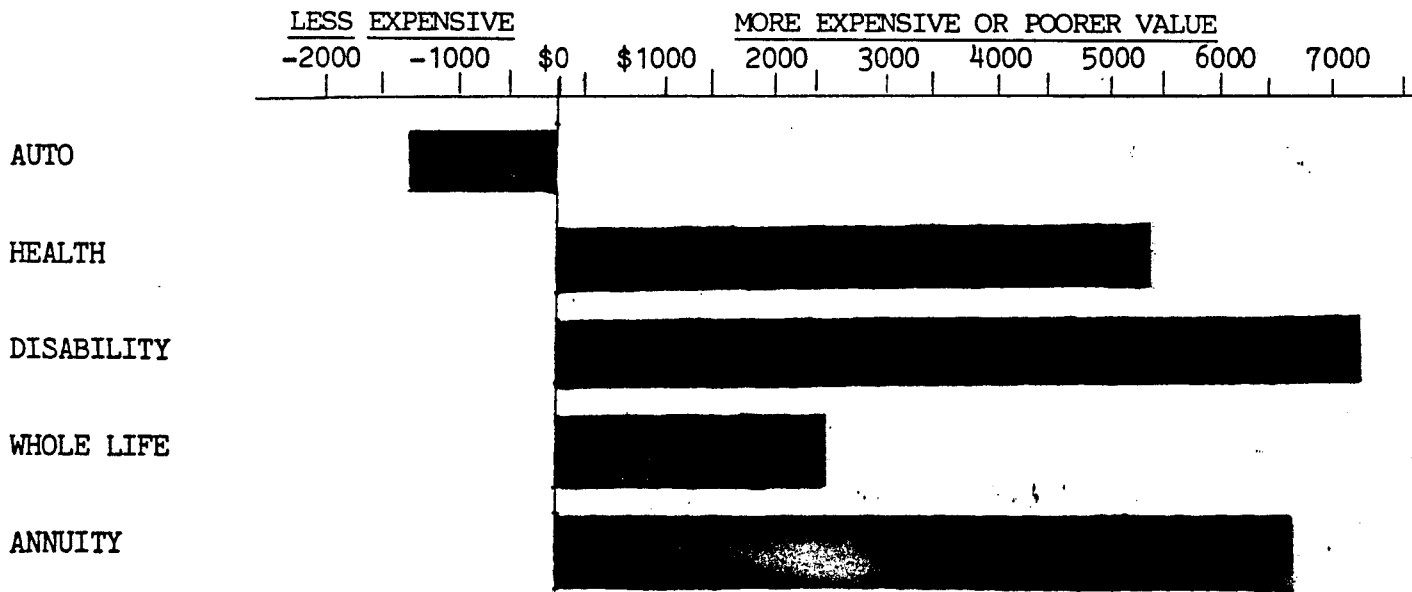 LESS EXPENSIVE MORE EXPENSIVE OR POORER VALUE
-2000 -1000 $0 $1000 2000 3000 4000 5000 6000 7000
AUTO
HEALTH
DISABILITY
WHOLE LIFE
ANNUITY